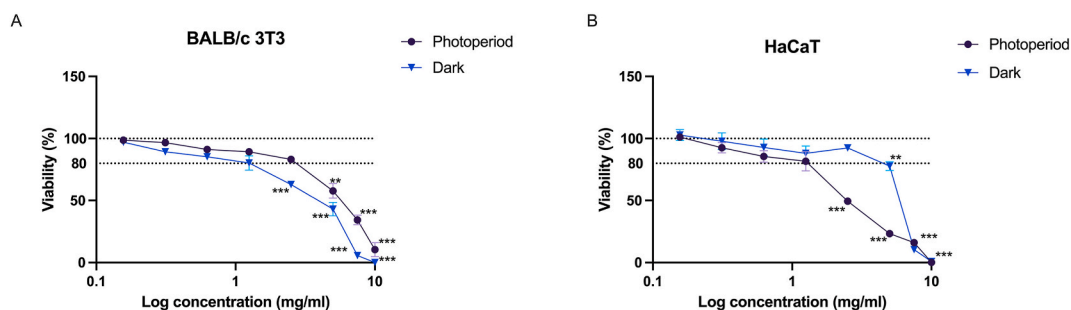 A
BALB/c 3T3
Photoperiod
Dark
150
100
80
50
0
Viability (%)
**
***
***
***
***
***
***
0.1
1
10
Log concentration (mg/ml)
B
HaCaT
Photoperiod
Dark
150
100
80
50
0
Viability (%)
**
***
***
***
***
0.1
1
10
Log concentration (mg/ml)